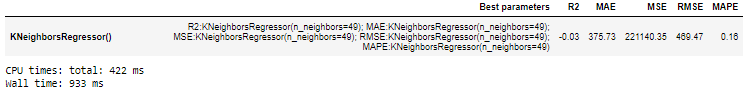 Best parameters R2 MAE MSE RMSE MAPE
R2:KNeighborsRegressor(n_neighbors=49); MAE:KNeighborsRegressor(n_neighbors=49);
KNeighborsRegressor() MSE:KNeighborsRegressor(n_neighbors=49); RMSE:KNeighborsRegressor(n_neighbors=49); -0.03 375.73 221140.35 469.47 0.16
MAPE:KNeighborsRegressor(n_neighbors=49)
CPU times: total: 422 ms
Wall time: 933 ms